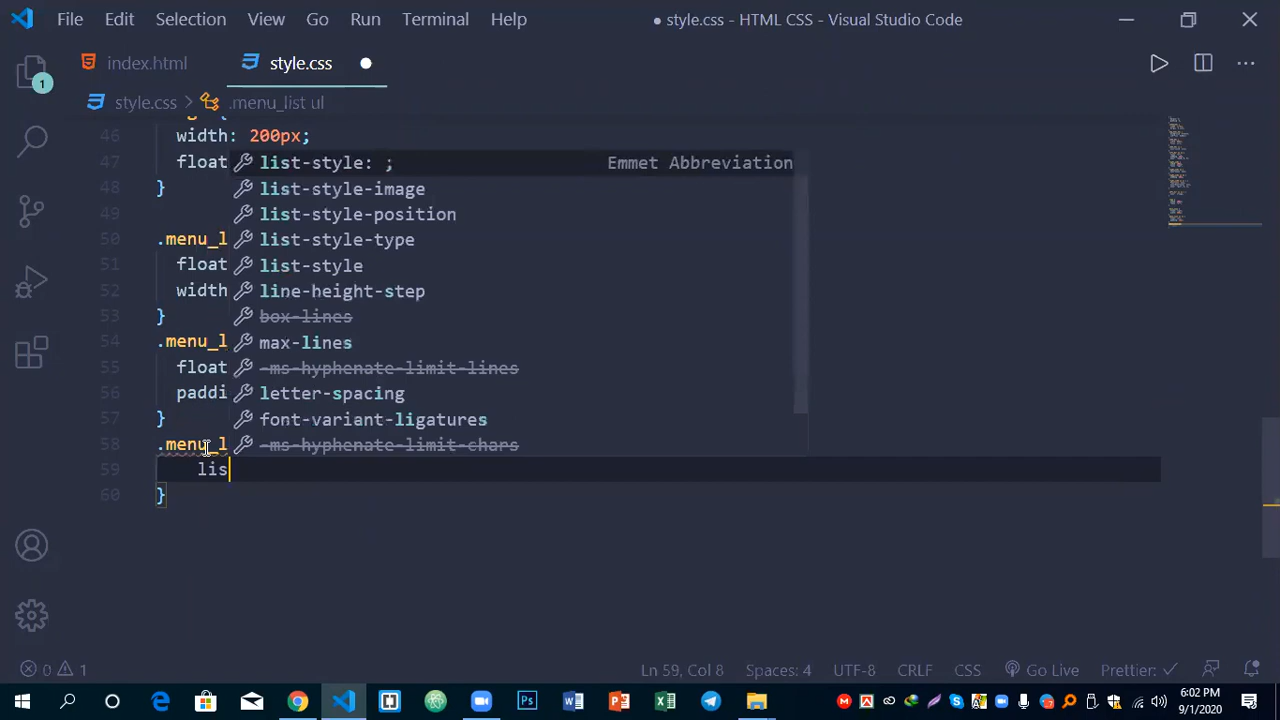 File Edit Selection View Go Run Terminal Help
● style.css - HTML CSS - Visual Studio Code
1
index.html
style.css
style.css > .menu_list ul
46 width: 200px;
47 float
list-style: ; Emmet Abbreviation
48 }
list-style-image
49
list-style-position
50 .menu_l
list-style-type
51 float
list-style
52 width
line-height-step
53 }
box-lines
54 .menu_l
max-lines
55 float
-ms-hyphenate-limit-lines
56 paddi
letter-spacing
57 }
font-variant-ligatures
58 .menu_l
-ms-hyphenate-limit-chars
59 lis
60 }
0 1
Ln 59, Col 8 Spaces: 4 UTF-8 CRLF CSS Go Live Prettier: ✓
6:02 PM
9/1/2020